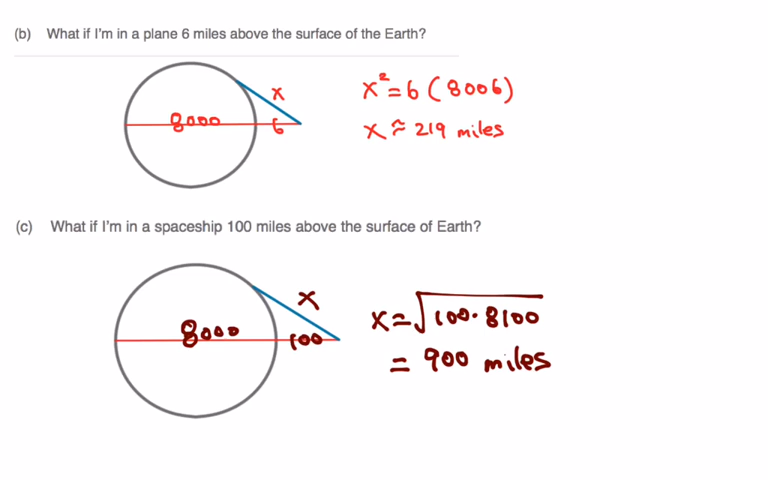 (b) What if I'm in a plane 6 miles above the surface of the Earth?
x
8000
6
x² = 6 (8006)
x ≈ 219 miles
(c) What if I'm in a spaceship 100 miles above the surface of Earth?
x
8000
100
x = √100 · 8100
= 900 miles